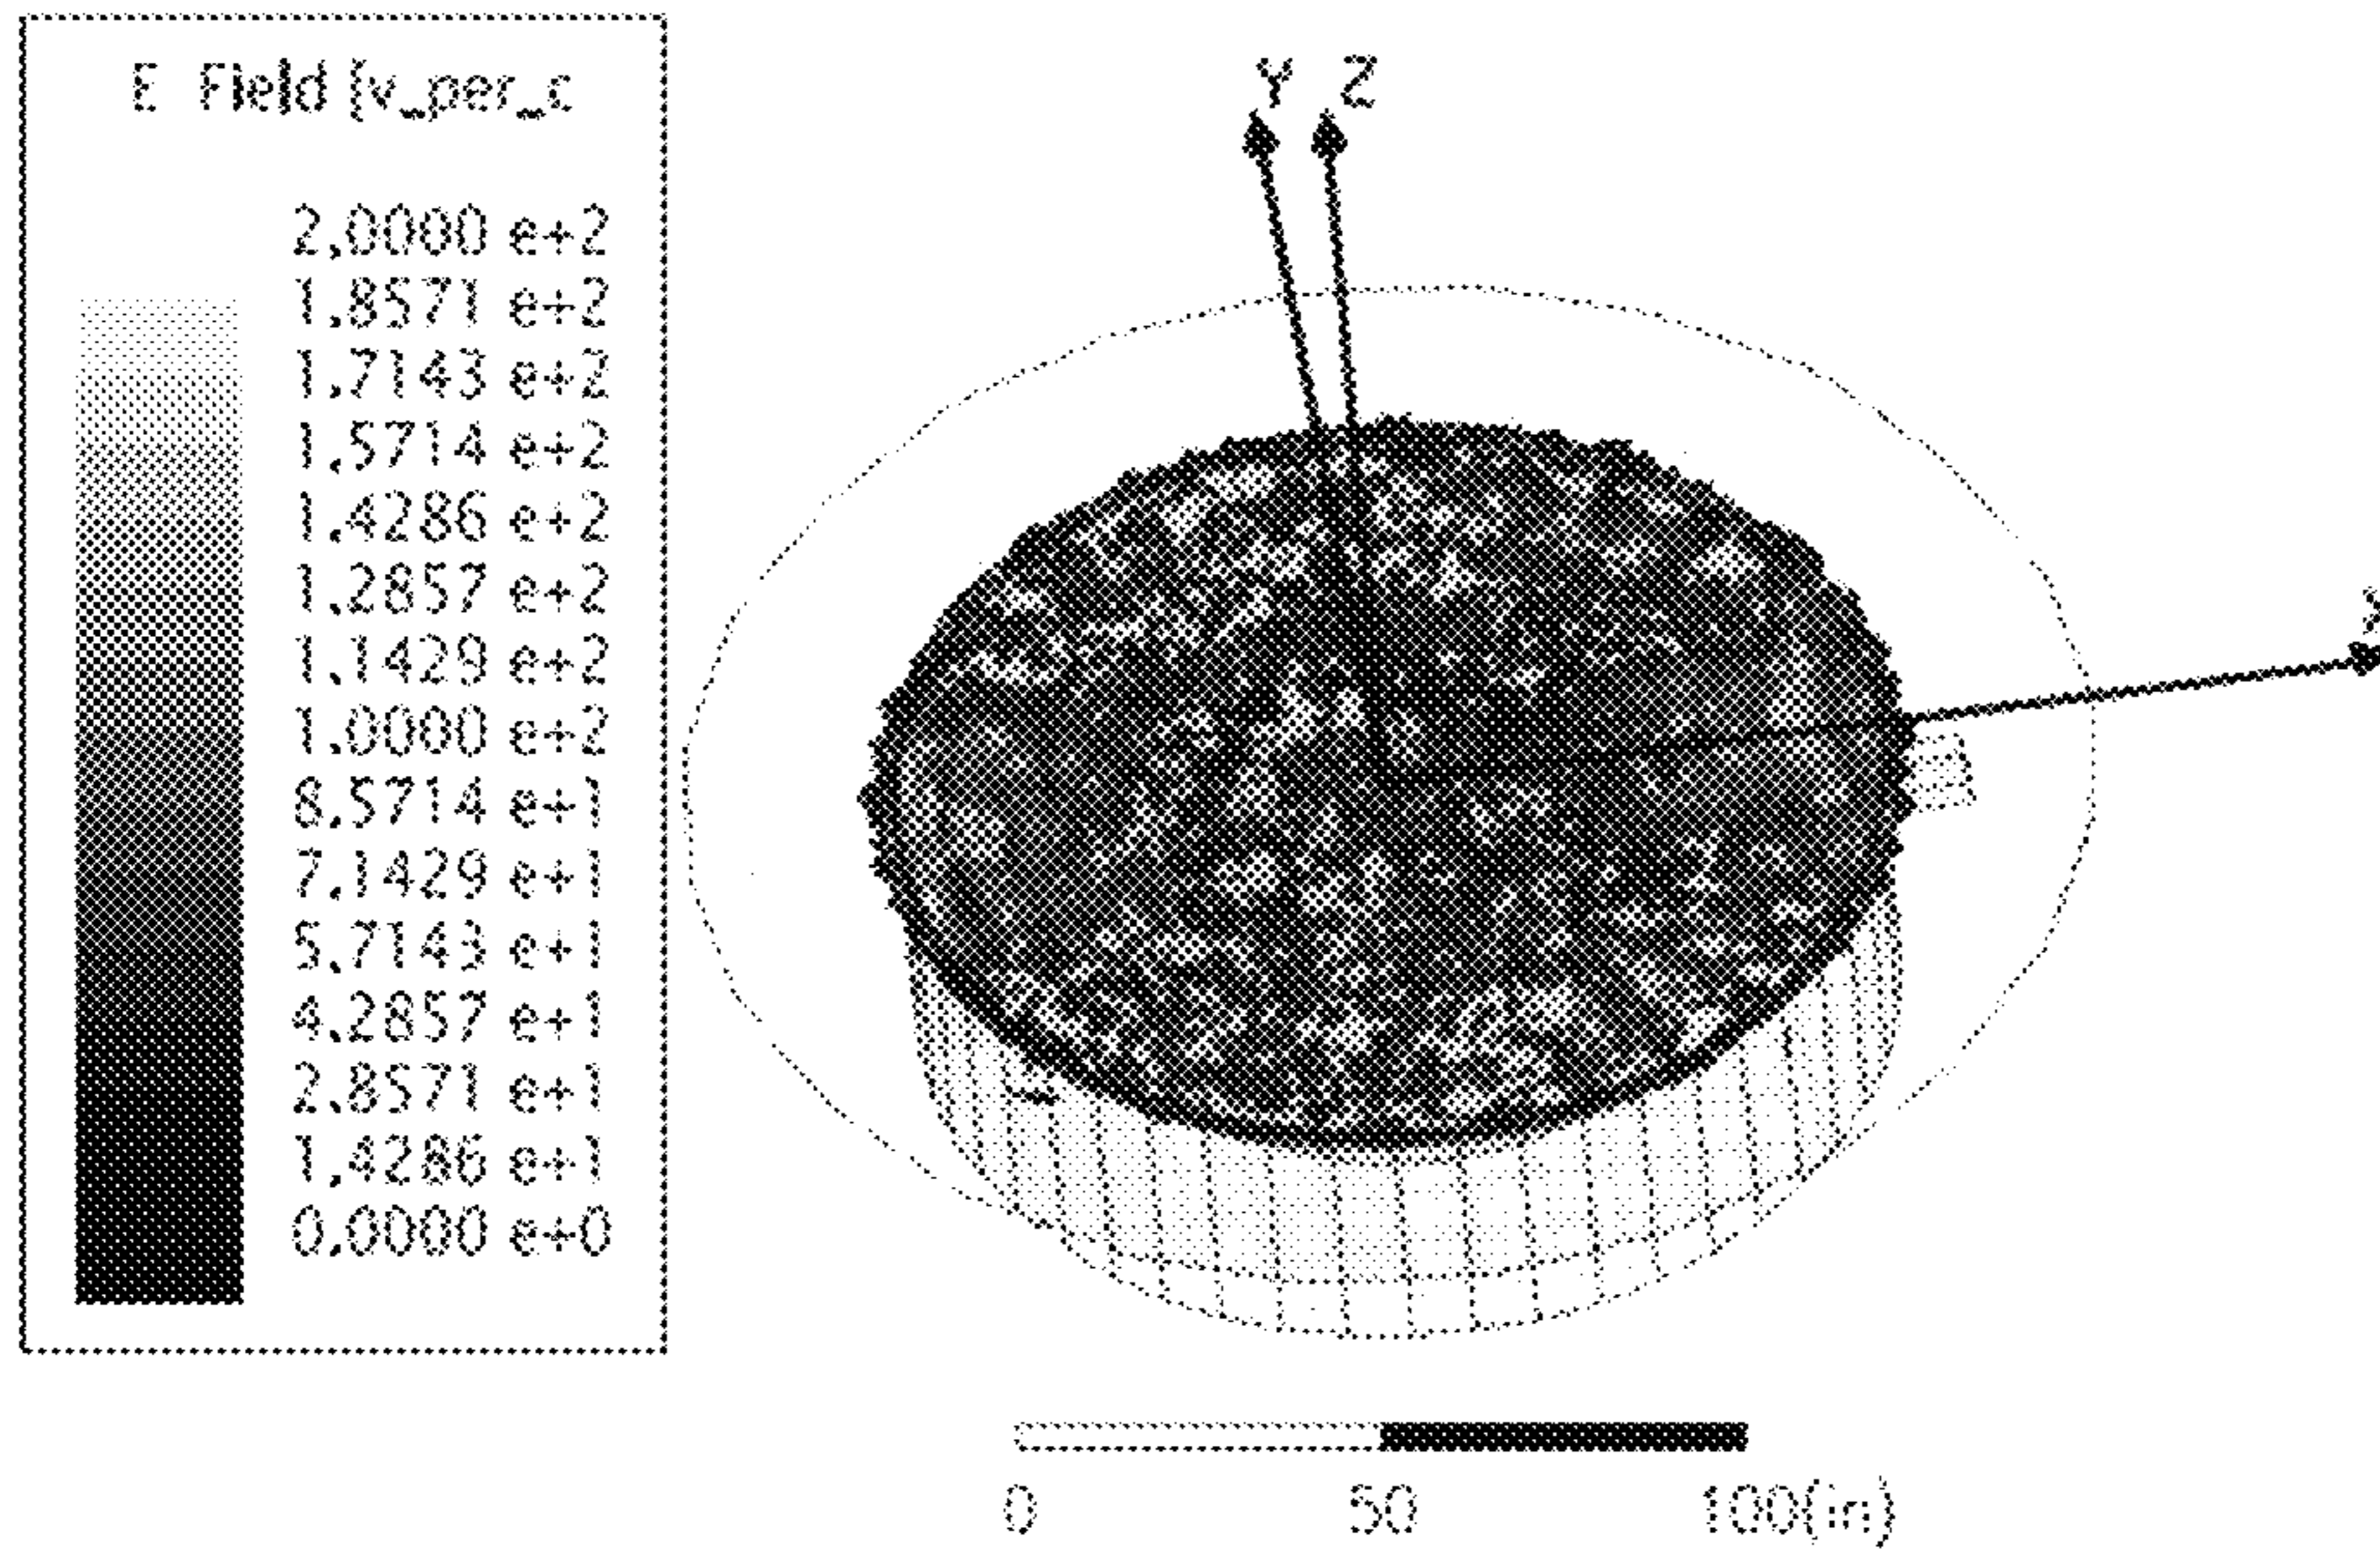 E Field [v_per_c
2.0000 e+2
1.8571 e+2
1.7143 e+2
1.5714 e+2
1.4286 e+2
1.2857 e+2
1.1429 e+2
1.0000 e+2
8.5714 e+1
7.1429 e+1
5.7143 e+1
4.2857 e+1
2.8571 e+1
1.4286 e+1
0.0000 e+0
Y Z
0 50 100(in)